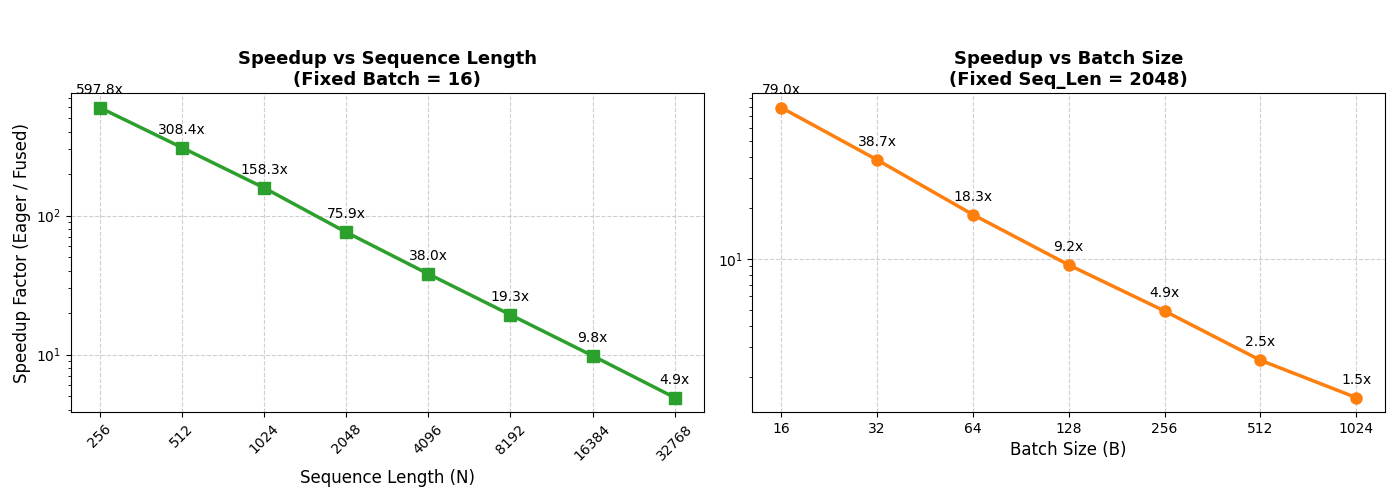 Speedup vs Sequence Length
(Fixed Batch = 16)
597.8x
308.4x
158.3x
75.9x
38.0x
19.3x
9.8x
4.9x
10²
10¹
Speedup Factor (Eager / Fused)
256
512
1024
2048
4096
8192
16384
32768
Sequence Length (N)
Speedup vs Batch Size
(Fixed Seq_Len = 2048)
79.0x
38.7x
18.3x
9.2x
4.9x
2.5x
1.5x
10¹
16
32
64
128
256
512
1024
Batch Size (B)